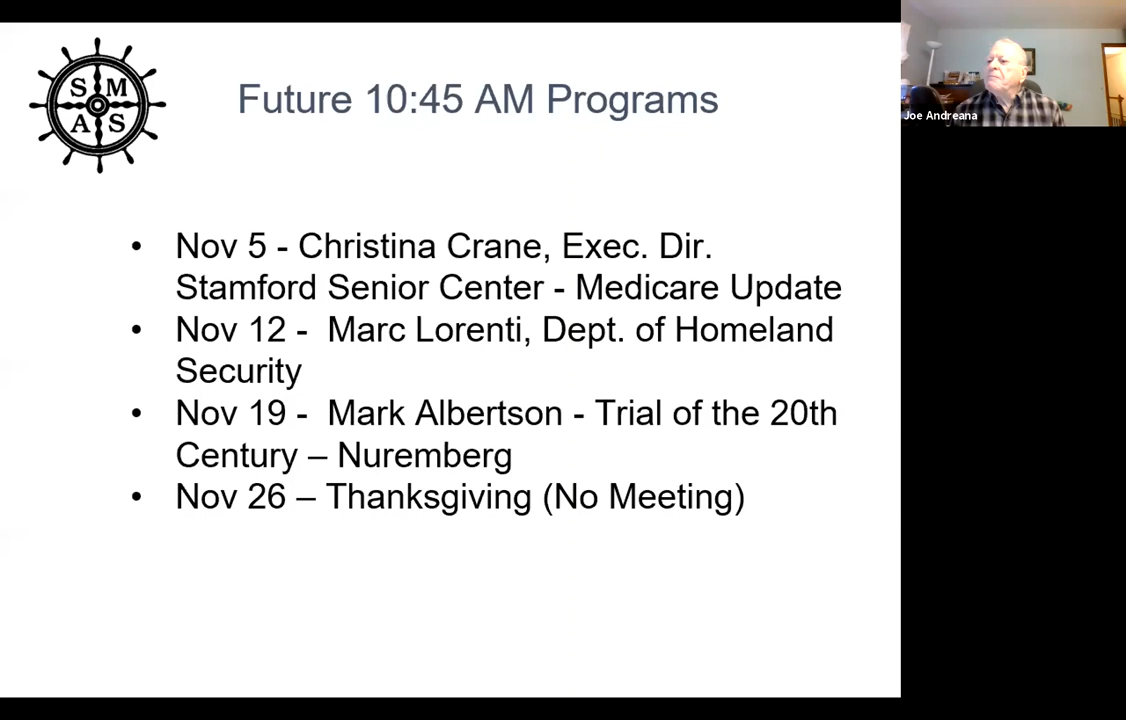 S M
A S
Future 10:45 AM Programs
Joe Andreana
• Nov 5 - Christina Crane, Exec. Dir.
Stamford Senior Center - Medicare Update
• Nov 12 - Marc Lorenti, Dept. of Homeland
Security
• Nov 19 - Mark Albertson - Trial of the 20th
Century – Nuremberg
• Nov 26 – Thanksgiving (No Meeting)